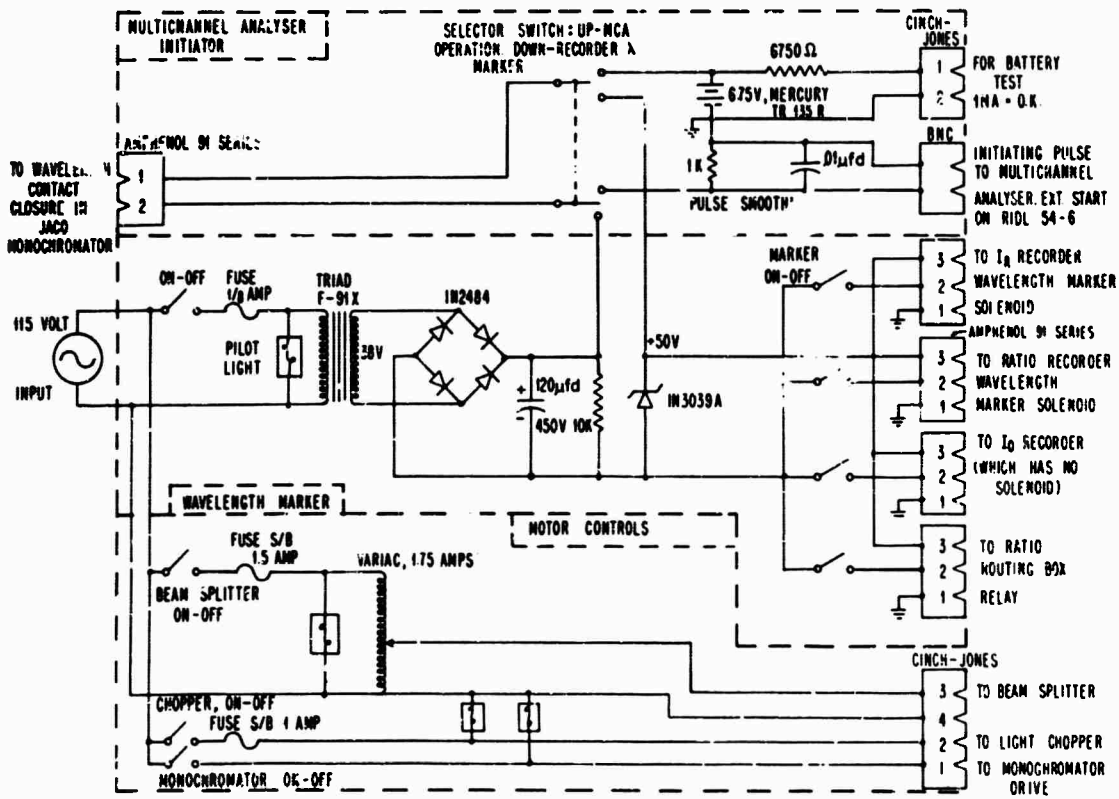 MULTICHANNEL ANALYSER
INITIATOR
SELECTOR SWITCH: UP-MCA
OPERATION, DOWN-RECORDER λ
MARKER
CINCH-
JONES
6750 Ω
1
2
FOR BATTERY
TEST
1MA = O.K.
6.75V, MERCURY
TR 135 R
AMPHENOL 91 SERIES
BNC
1K
.01µfd
PULSE SMOOTH'
INITIATING PULSE
TO MULTICHANNEL
ANALYSER. EXT START
ON RIDL 54-6
TO WAVELEN H
CONTACT
CLOSURE IN
JACO
MONOCHROMATOR
1
2
ON-OFF
FUSE
1/8 AMP
TRIAD
F-91X
1N2484
MARKER
ON-OFF
3
2
1
TO IR RECORDER
WAVELENGTH MARKER
SOLENOID
AMPHENOL 91 SERIES
115 VOLT
INPUT
PILOT
LIGHT
38V
+
120µfd
-
450V
10K
+50V
1N3039A
3
2
1
TO RATIO RECORDER
WAVELENGTH
MARKER SOLENOID
3
2
1
TO I0 RECORDER
(WHICH HAS NO
SOLENOID)
WAVELENGTH MARKER
MOTOR CONTROLS
3
2
1
TO RATIO
ROUTING BOX
RELAY
FUSE S/B
1.5 AMP
VARIAC, 1.75 AMPS
BEAM SPLITTER
ON-OFF
CINCH-JONES
3
4
2
1
TO BEAM SPLITTER
TO LIGHT CHOPPER
TO MONOCHROMATOR
DRIVE
CHOPPER, ON-OFF
FUSE S/B 1 AMP
MONOCHROMATOR ON-OFF